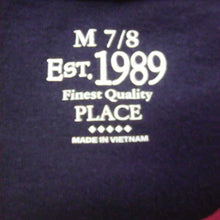 M 7/8
EST. 1989
Finest Quality
PLACE
MADE IN VIETNAM